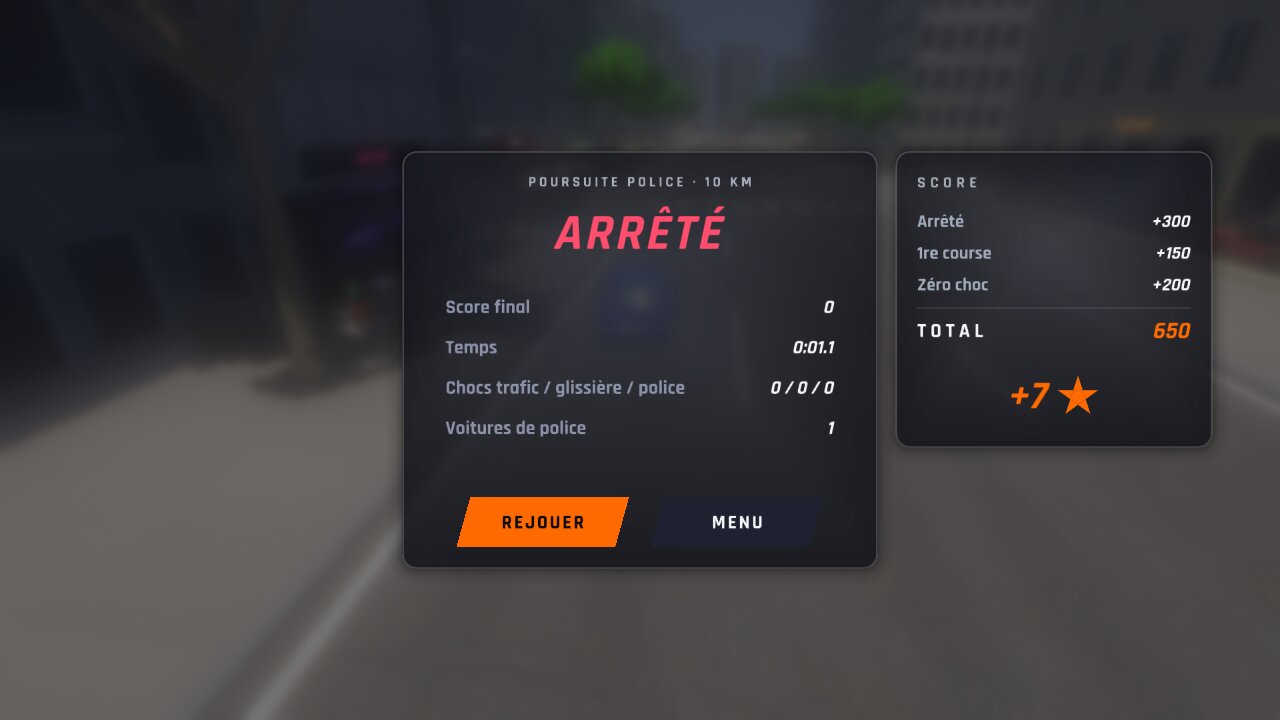 POURSUITE POLICE · 10 KM
ARRÊTÉ
Score final 0
Temps 0:01.1
Chocs trafic / glissière / police 0 / 0 / 0
Voitures de police 1
REJOUER MENU
SCORE
Arrêté +300
1re course +150
Zéro choc +200
TOTAL 650
+7 ★